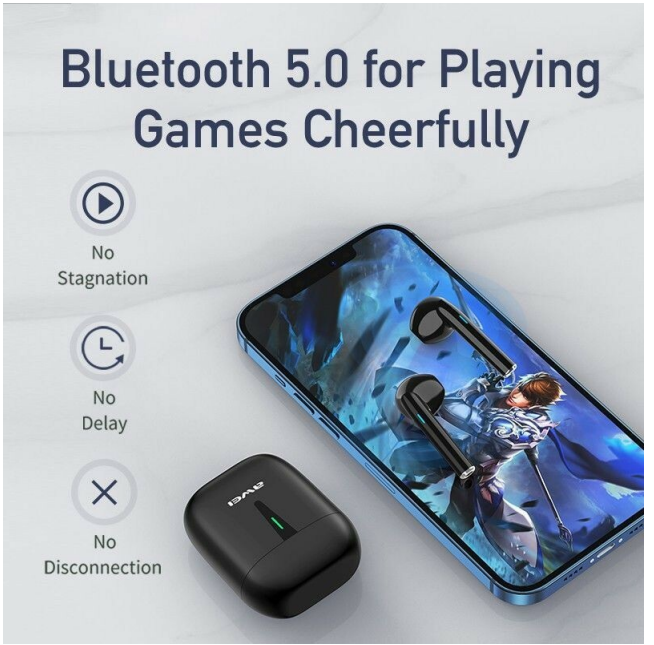 Bluetooth 5.0 for Playing
Games Cheerfully
No
Stagnation
No
Delay
No
Disconnection
awei